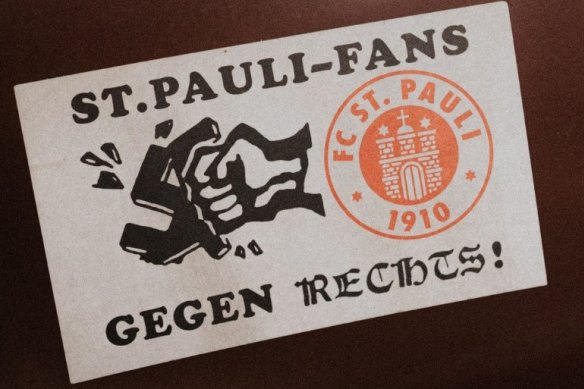 ST.PAULI-FANS
FC ST. PAULI
1910
GEGEN RECHTS!